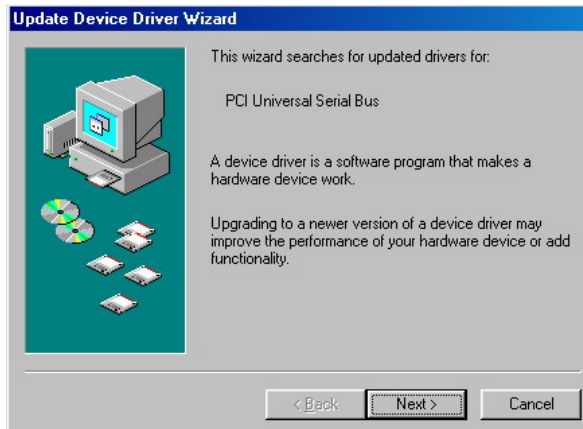 Update Device Driver Wizard
This wizard searches for updated drivers for:
PCI Universal Serial Bus
A device driver is a software program that makes a
hardware device work.
Upgrading to a newer version of a device driver may
improve the performance of your hardware device or add
functionality.
< Back
Next >
Cancel